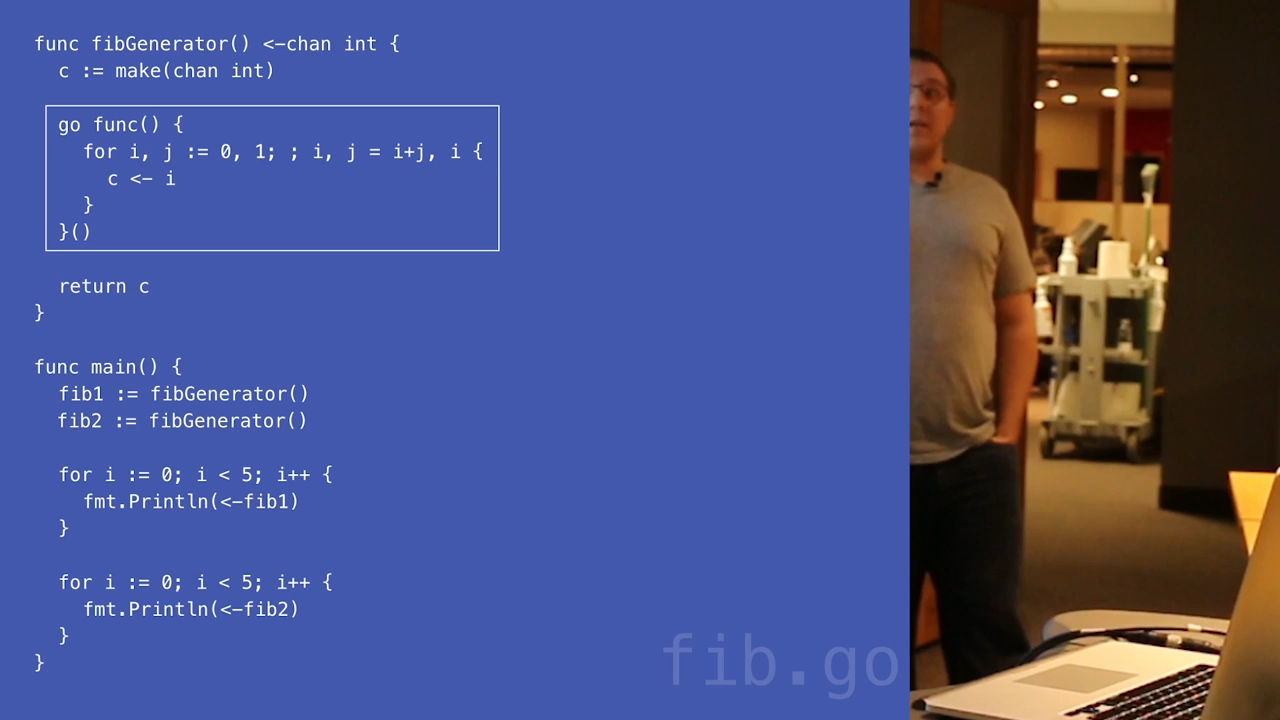 func fibGenerator() <-chan int {
  c := make(chan int)
  go func() {
    for i, j := 0, 1; ; i, j = i+j, i {
      c <- i
    }
  }()
  return c
}
func main() {
  fib1 := fibGenerator()
  fib2 := fibGenerator()
  for i := 0; i < 5; i++ {
    fmt.Println(<-fib1)
  }
  for i := 0; i < 5; i++ {
    fmt.Println(<-fib2)
  }
}
fib.go